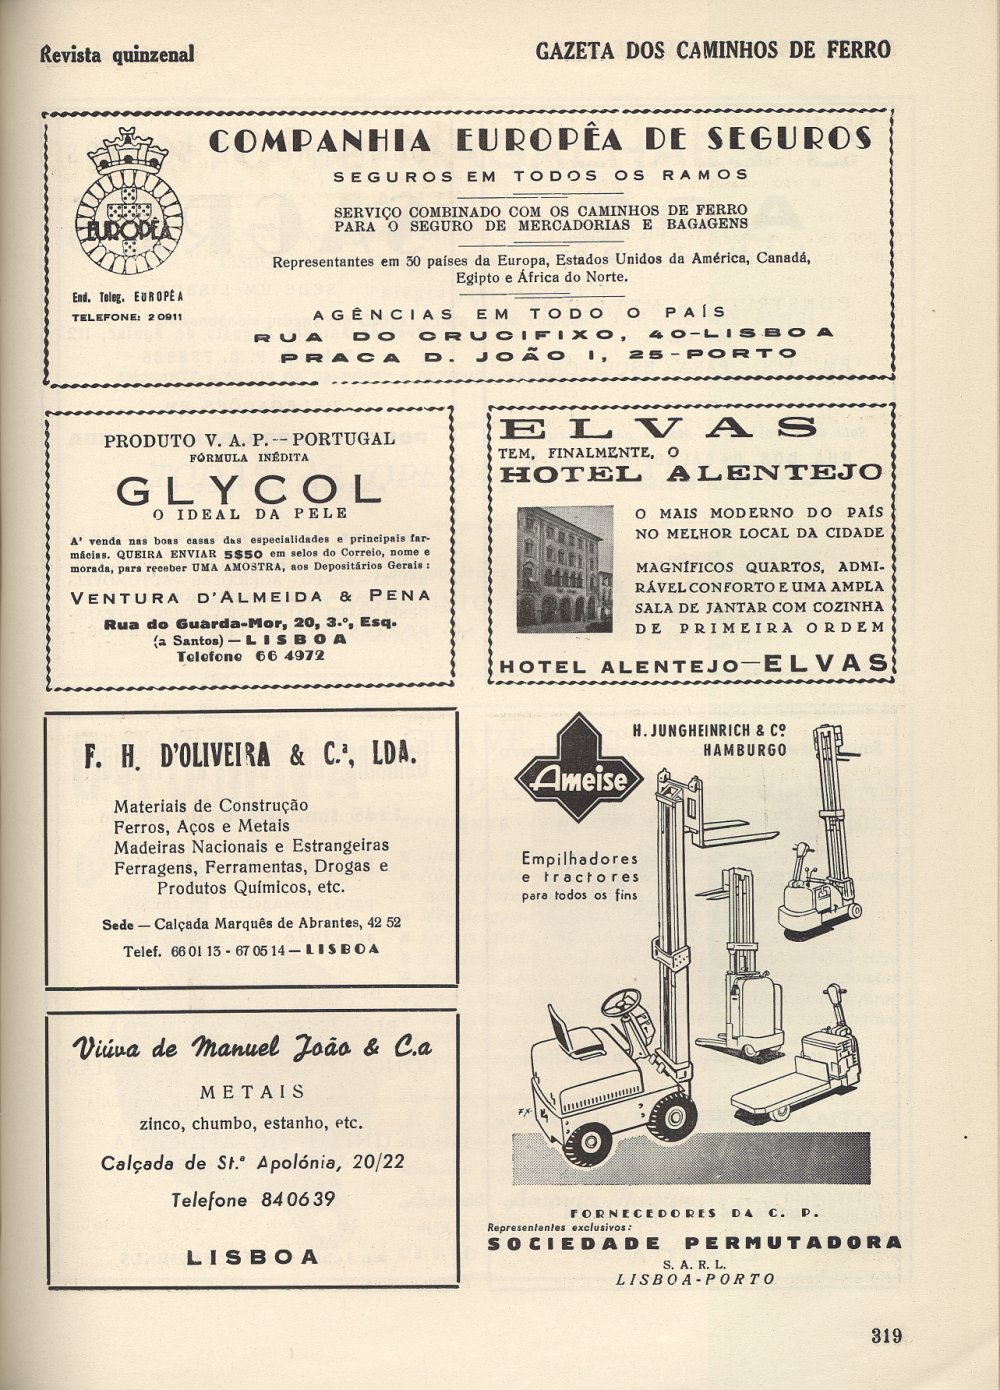 Revista quinzenal
GAZETA DOS CAMINHOS DE FERRO
EUROPÊA
End. Teleg. EUROPÊA
TELEFONE: 2 0911
COMPANHIA EUROPÊA DE SEGUROS
SEGUROS EM TODOS OS RAMOS
SERVIÇO COMBINADO COM OS CAMINHOS DE FERRO
PARA O SEGURO DE MERCADORIAS E BAGAGENS
Representantes em 30 países da Europa, Estados Unidos da América, Canadá,
Egipto e África do Norte.
AGÊNCIAS EM TODO O PAÍS
RUA DO CRUCIFIXO, 40-LISBOA
PRACA D. JOÃO I, 25-PORTO
PRODUTO V. A. P.--PORTUGAL
FÓRMULA INÉDITA
GLYCOL
O IDEAL DA PELE
A' venda nas boas casas das especialidades e principais far-
mácias. QUEIRA ENVIAR 5$50 em selos do Correio, nome e
morada, para receber UMA AMOSTRA, aos Depositários Gerais:
VENTURA D'ALMEIDA & PENA
Rua do Guarda-Mor, 20, 3.º, Esq.
(a Santos) — LISBOA
Telefone 66 4972
ELVAS
TEM, FINALMENTE, O
HOTEL ALENTEJO
O MAIS MODERNO DO PAÍS
NO MELHOR LOCAL DA CIDADE
MAGNÍFICOS QUARTOS, ADMI-
RÁVEL CONFORTO E UMA AMPLA
SALA DE JANTAR COM COZINHA
DE PRIMEIRA ORDEM
HOTEL ALENTEJO—ELVAS
F. H. D'OLIVEIRA & C.ª, LDA.
Materiais de Construção
Ferros, Aços e Metais
Madeiras Nacionais e Estrangeiras
Ferragens, Ferramentas, Drogas e
Produtos Químicos, etc.
Sede — Calçada Marquês de Abrantes, 42 52
Telef. 66 01 13 - 67 05 14 — LISBOA
Viúva de Manuel João & C.a
METAIS
zinco, chumbo, estanho, etc.
Calçada de St.ª Apolónia, 20/22
Telefone 840639
LISBOA
Ameise
H. JUNGHEINRICH & Cº
HAMBURGO
Empilhadores
e tractores
para todos os fins
FX
FORNECEDORES DA C. P.
Representantes exclusivos:
SOCIEDADE PERMUTADORA
S. A. R. L.
LISBOA-PORTO
319